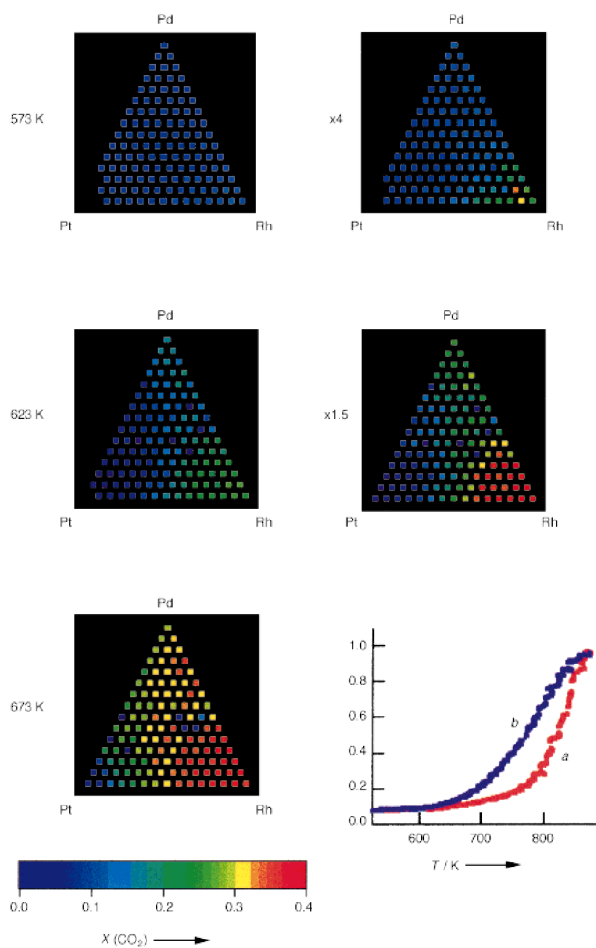 Pd
573 K
x4
Pt
Rh
Pt
Rh
Pd
Pd
623 K
x1.5
Pt
Rh
Pt
Rh
Pd
673 K
Pt
Rh
1.0
0.8
0.6
0.4
0.2
0.0
b
a
600
700
800
T / K
0.0
0.1
0.2
0.3
0.4
X (CO₂)